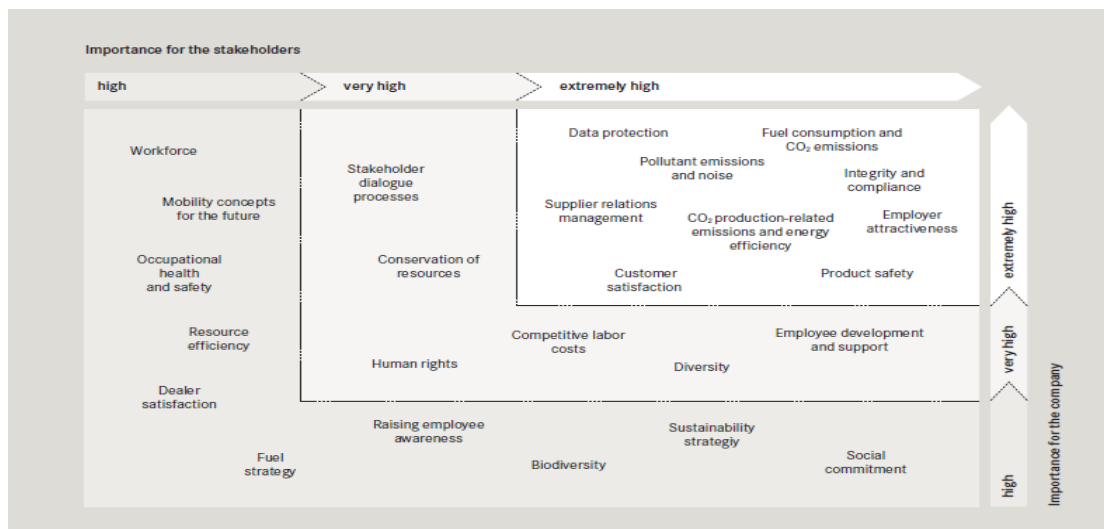 Importance for the stakeholders
high
very high
extremely high
Data protection
Fuel consumption and
CO₂ emissions
Workforce
Stakeholder
dialogue
processes
Pollutant emissions
and noise
Integrity and
compliance
Mobility concepts
for the future
Supplier relations
management
CO₂ production-related
emissions and energy
efficiency
Employer
attractiveness
Occupational
health
and safety
Conservation of
resources
Customer
satisfaction
Product safety
Resource
efficiency
Competitive labor
costs
Employee development
and support
Human rights
Diversity
Dealer
satisfaction
Raising employee
awareness
Sustainability
strategiy
Fuel
strategy
Biodiversity
Social
commitment
extremely high
very high
high
Importance for the company